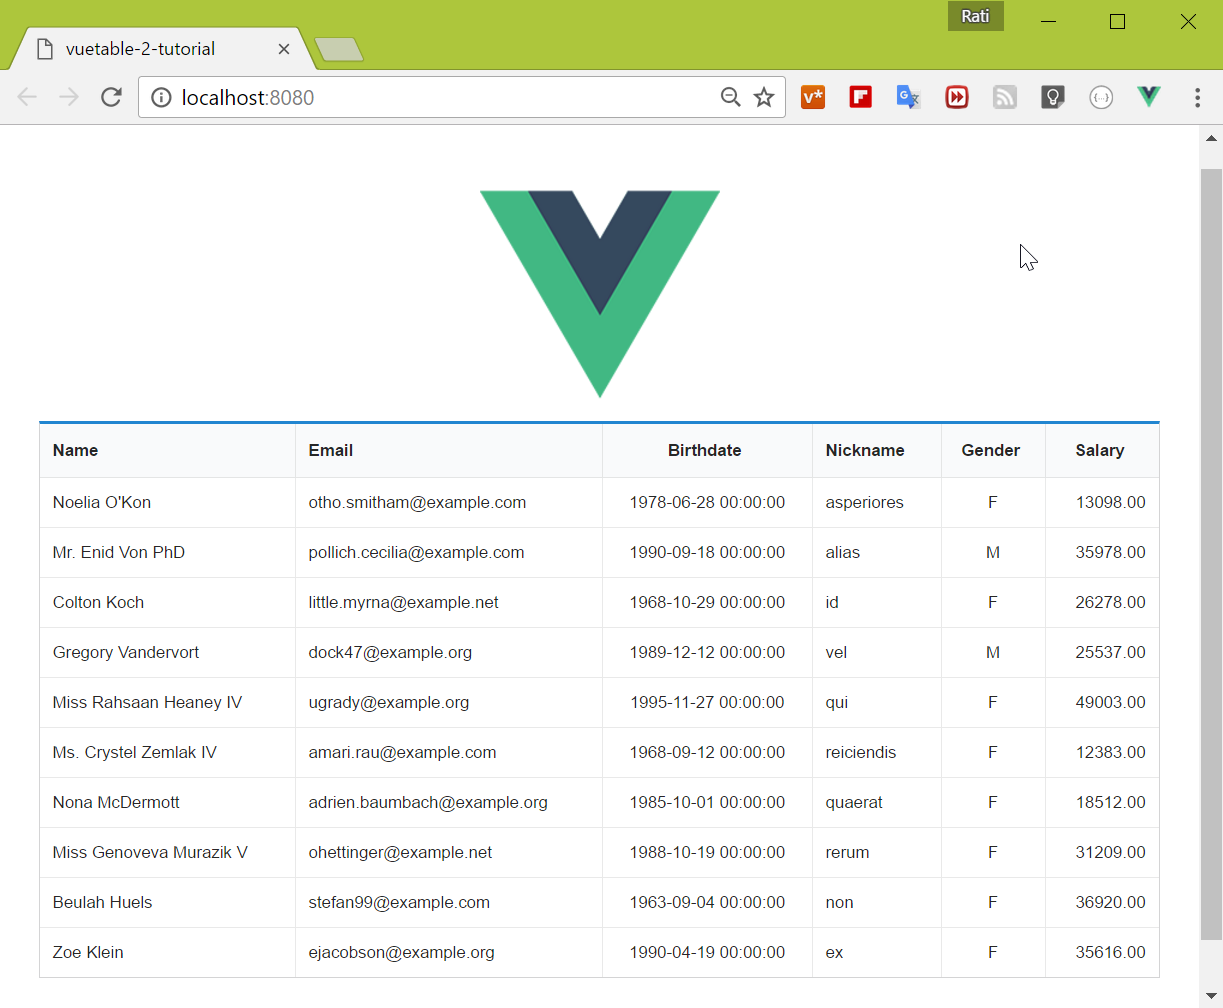 Rati
vuetable-2-tutorial
localhost:8080
Name Email Birthdate Nickname Gender Salary
Noelia O'Kon otho.smitham@example.com 1978-06-28 00:00:00 asperiores F 13098.00
Mr. Enid Von PhD pollich.cecilia@example.com 1990-09-18 00:00:00 alias M 35978.00
Colton Koch little.myrna@example.net 1968-10-29 00:00:00 id F 26278.00
Gregory Vandervort dock47@example.org 1989-12-12 00:00:00 vel M 25537.00
Miss Rahsaan Heaney IV ugrady@example.org 1995-11-27 00:00:00 qui F 49003.00
Ms. Crystel Zemlak IV amari.rau@example.com 1968-09-12 00:00:00 reiciendis F 12383.00
Nona McDermott adrien.baumbach@example.org 1985-10-01 00:00:00 quaerat F 18512.00
Miss Genoveva Murazik V ohettinger@example.net 1988-10-19 00:00:00 rerum F 31209.00
Beulah Huels stefan99@example.com 1963-09-04 00:00:00 non F 36920.00
Zoe Klein ejacobson@example.org 1990-04-19 00:00:00 ex F 35616.00